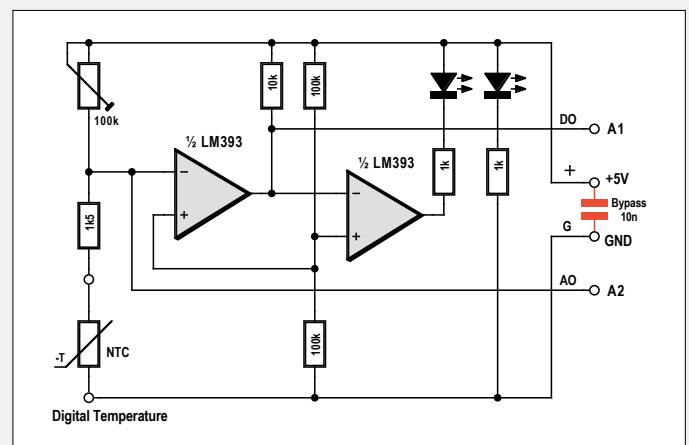 100k
10k
100k
½ LM393
½ LM393
1k
1k
DO
A1
+
+5V
Bypass
10n
G
GND
AO
A2
−
+
−
+
1k5
100k
-T
NTC
Digital Temperature